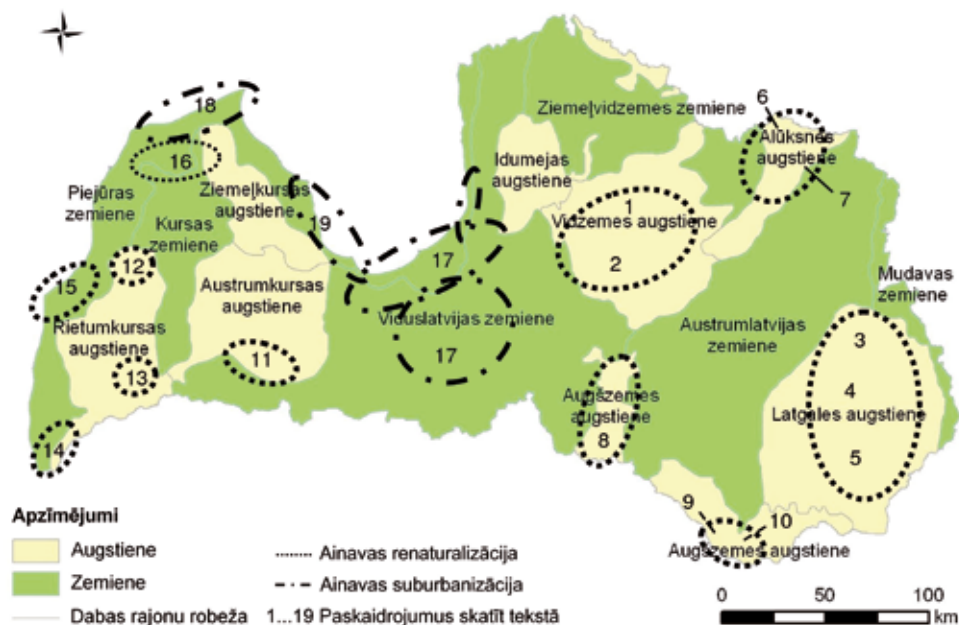 6
18
Ziemeļvidzemes zemiene
Alūksnes
augstiene
16
Idumejas
augstiene
Piejūras
zemiene
Ziemeļkursas
augstiene
7
1
Vidzemes augstiene
19
Kursas
zemiene
12
17
2
15
Austrumkursas
augstiene
Mudavas
zemiene
Viduslatvijas zemiene
Austrumlatvijas
zemiene
Rietumkursas
augstiene
3
17
11
13
4
Augšzemes
augstiene
Latgales augstiene
8
14
5
9
10
Augšzemes augstiene
Apzīmējumi
Augstiene
Ainavas renaturalizācija
Zemiene
Ainavas suburbanizācija
Dabas rajonu robeža
1...19 Paskaidrojumus skatīt tekstā
0 50 100
km